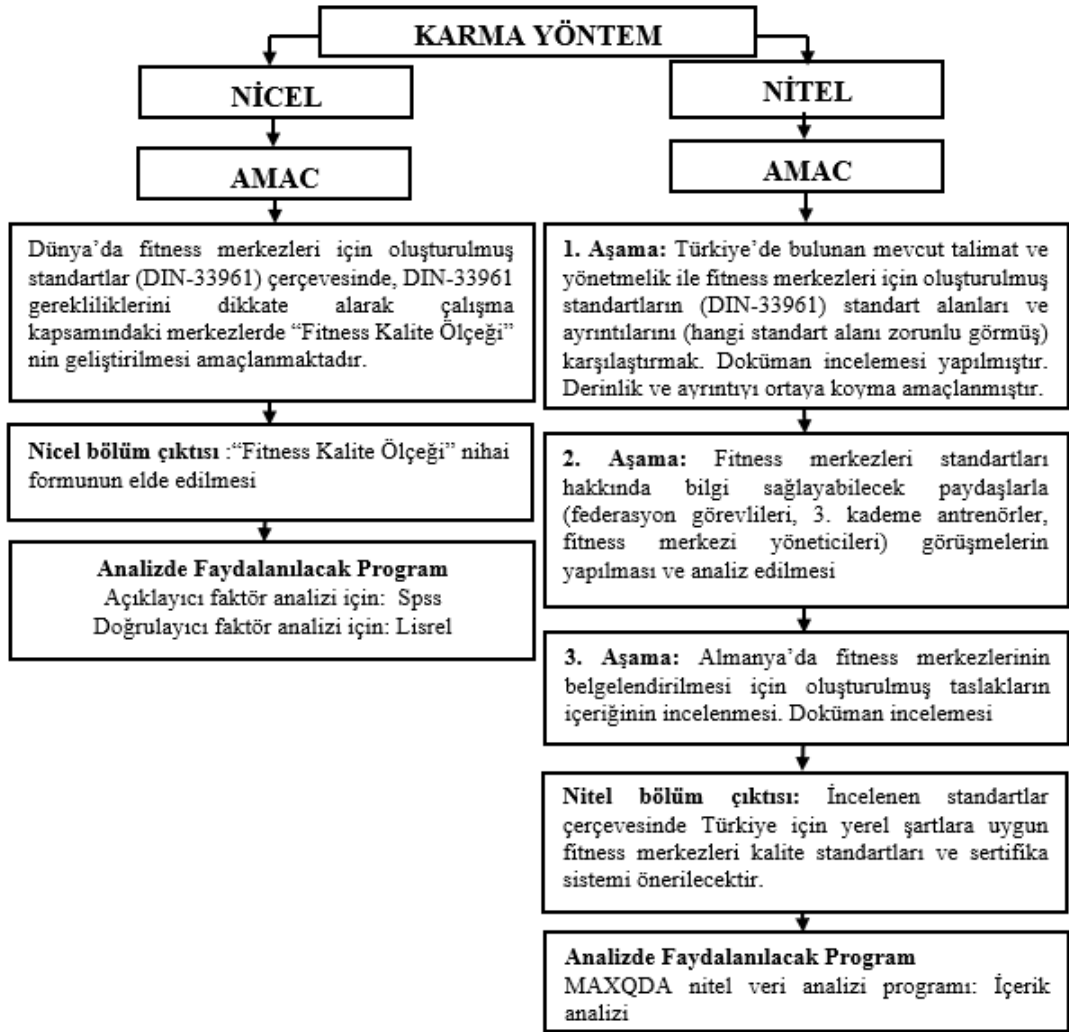 KARMA YÖNTEM
NİCEL
AMAC
Dünya'da fitness merkezleri için oluşturulmuş
standartlar (DIN-33961) çerçevesinde, DIN-33961
gerekliliklerini dikkate alarak çalışma
kapsamındaki merkezlerde “Fitness Kalite Ölçeği”
nin geliştirilmesi amaçlanmaktadır.
Nicel bölüm çıktısı :“Fitness Kalite Ölçeği” nihai
formunun elde edilmesi
Analizde Faydalanılacak Program
Açıklayıcı faktör analizi için: Spss
Doğrulayıcı faktör analizi için: Lisrel
NİTEL
AMAC
1. Aşama: Türkiye'de bulunan mevcut talimat ve
yönetmelik ile fitness merkezleri için oluşturulmuş
standartların (DIN-33961) standart alanları ve
ayrıntılarını (hangi standart alanı zorunlu görmüş)
karşılaştırmak. Doküman incelemesi yapılmıştır.
Derinlik ve ayrıntıyı ortaya koyma amaçlanmıştır.
2. Aşama: Fitness merkezleri standartları
hakkında bilgi sağlayabilecek paydaşlarla
(federasyon görevlileri, 3. kademe antrenörler,
fitness merkezi yöneticileri) görüşmelerin
yapılması ve analiz edilmesi
3. Aşama: Almanya'da fitness merkezlerinin
belgelendirilmesi için oluşturulmuş taslakların
içeriğinin incelenmesi. Doküman incelemesi
Nitel bölüm çıktısı: İncelenen standartlar
çerçevesinde Türkiye için yerel şartlara uygun
fitness merkezleri kalite standartları ve sertifika
sistemi önerilecektir.
Analizde Faydalanılacak Program
MAXQDA nitel veri analizi programı: İçerik
analizi